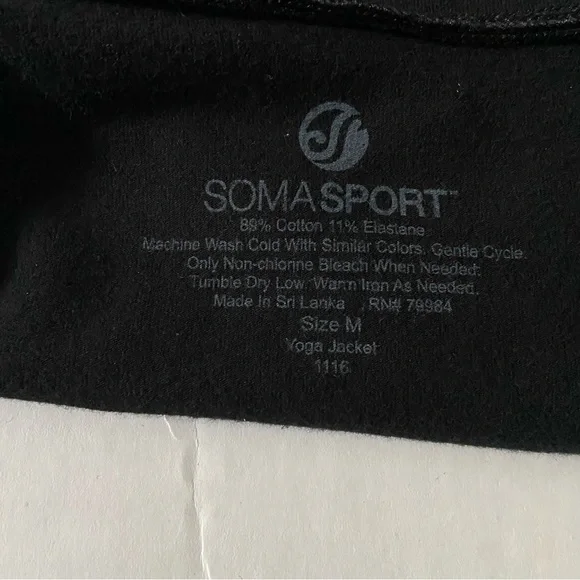 SOMASPORT™
89% Cotton 11% Elastane
Machine Wash Cold With Similar Colors. Gentle Cycle.
Only Non-chlorine Bleach When Needed.
Tumble Dry Low. Warm Iron As Needed.
Made In Sri Lanka RN# 79984
Size M
Yoga Jacket
1116